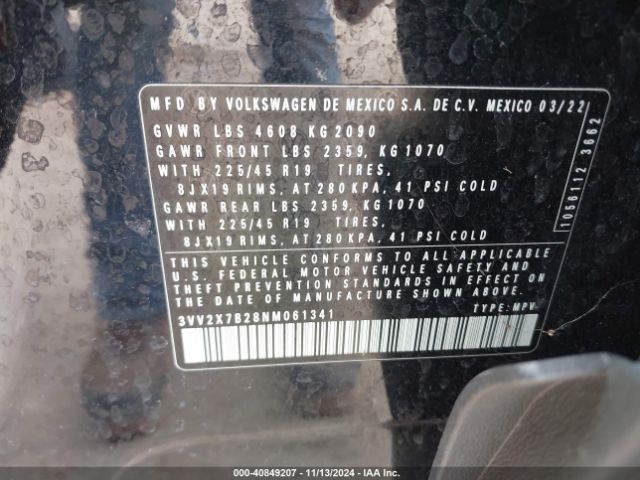 MFD BY VOLKSWAGEN DE MEXICO S.A. DE C.V. MEXICO 03/22
GVWR LBS 4608 KG 2090
GAWR FRONT LBS 2359, KG 1070
WITH 225/45 R19 TIRES,
8JX19 RIMS, AT 280 KPA, 41 PSI COLD
GAWR REAR LBS 2359, KG 1070
WITH 225/45 R19 TIRES,
8JX19 RIMS, AT 280 KPA, 41 PSI COLD
THIS VEHICLE CONFORMS TO ALL APPLICABLE
U.S. FEDERAL MOTOR VEHICLE SAFETY AND
THEFT PREVENTION STANDARDS IN EFFECT ON
THE DATE OF MANUFACTURE SHOWN ABOVE.
3VV2X7B28NM061341 TYPE: MPV
1056112 3662
000-40849207 - 11/13/2024 - IAA Inc.